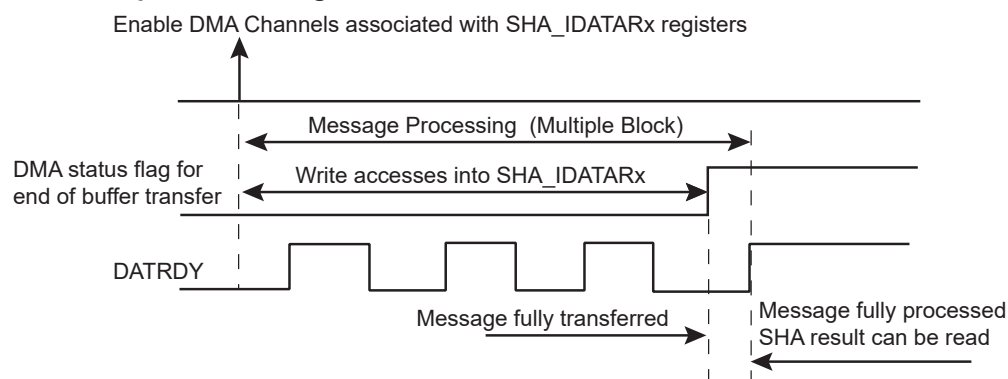 Enable DMA Channels associated with SHA_IDATARx registers
Message Processing (Multiple Block)
DMA status flag for
end of buffer transfer
Write accesses into SHA_IDATARx
DATRDY
Message fully transferred
Message fully processed
SHA result can be read